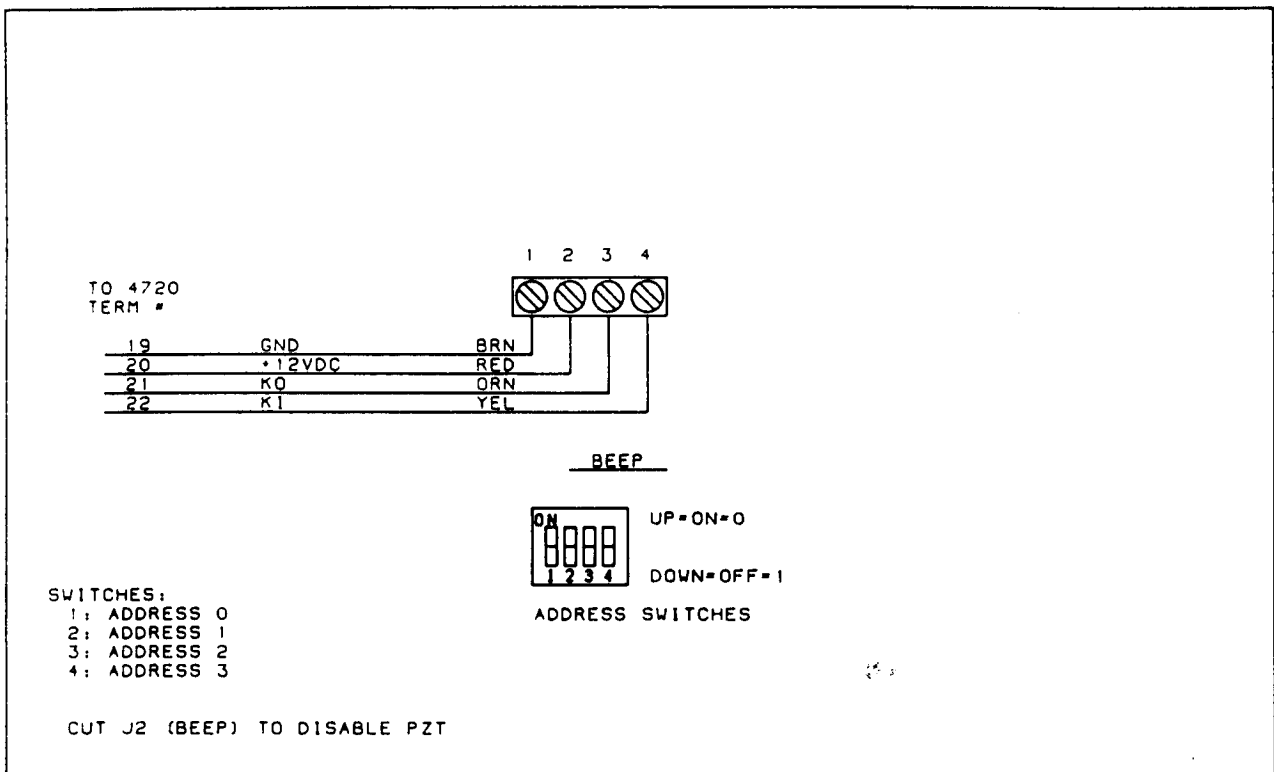 1 2 3 4
TO 4720
TERM #
19 GND BRN
20 +12VDC RED
21 KO ORN
22 KI YEL
BEEP
ON
UP=ON=0
1 2 3 4
DOWN=OFF=1
ADDRESS SWITCHES
SWITCHES:
1: ADDRESS 0
2: ADDRESS 1
3: ADDRESS 2
4: ADDRESS 3
CUT J2 (BEEP) TO DISABLE PZT